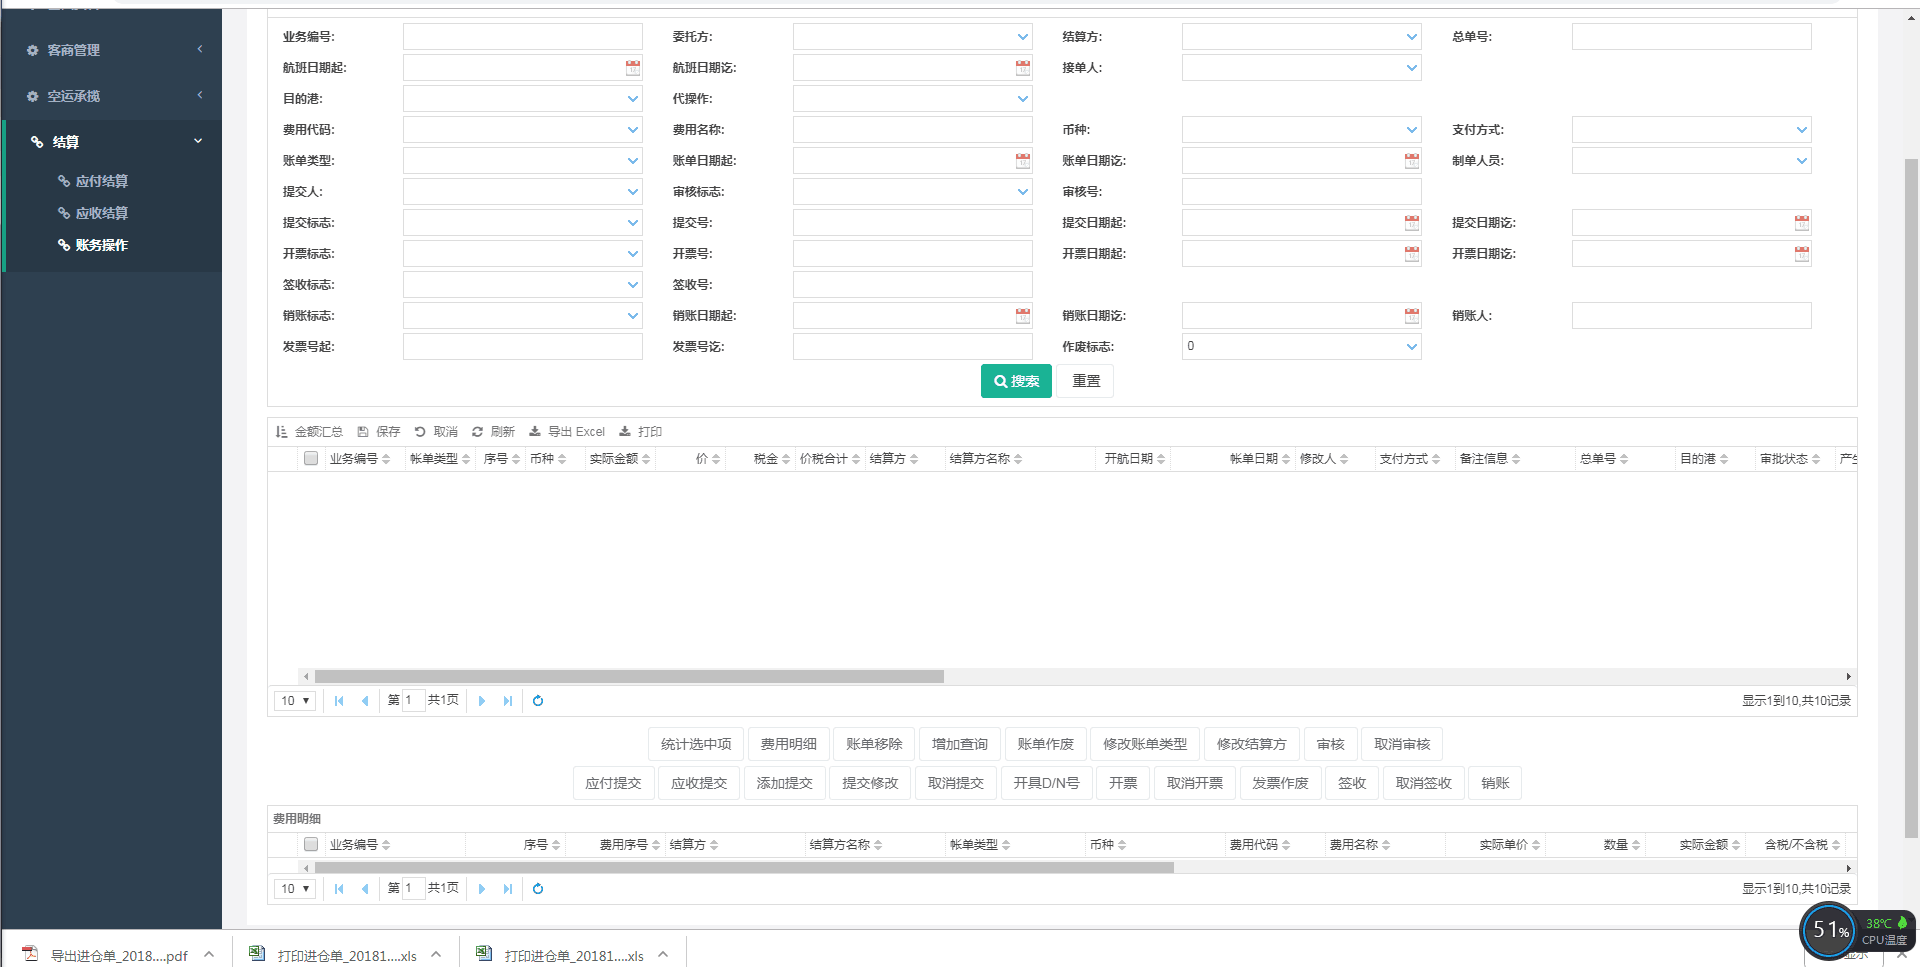 客商管理
空运承揽
结算
应付结算
应收结算
账务操作
业务编号: 委托方: 结算方: 总单号:
航班日期起: 航班日期讫: 接单人:
目的港: 代操作:
费用代码: 费用名称: 币种: 支付方式:
账单类型: 账单日期起: 账单日期讫: 制单人员:
提交人: 审核标志: 审核号:
提交标志: 提交号: 提交日期起: 提交日期讫:
开票标志: 开票号: 开票日期起: 开票日期讫:
签收标志: 签收号:
销账标志: 销账日期起: 销账日期讫: 销账人:
发票号起: 发票号讫: 作废标志: 0
搜索 重置
金额汇总 保存 取消 刷新 导出 Excel 打印
业务编号 帐单类型 序号 币种 实际金额 价 税金 价税合计 结算方 结算方名称 开航日期 帐单日期 修改人 支付方式 备注信息 总单号 目的港 审批状态 产生
10 第 1 共1页 显示1到10,共10记录
统计选中项 费用明细 账单移除 增加查询 账单作废 修改账单类型 修改结算方 审核 取消审核
应付提交 应收提交 添加提交 提交修改 取消提交 开具D/N号 开票 取消开票 发票作废 签收 取消签收 销账
费用明细
业务编号 序号 费用序号 结算方 结算方名称 帐单类型 币种 费用代码 费用名称 实际单价 数量 实际金额 含税/不含税
10 第 1 共1页 显示1到10,共10记录
51% 38℃
CPU温度
导出进仓单_2018....pdf 打印进仓单_20181....xls 打印进仓单_20181....xls 显示